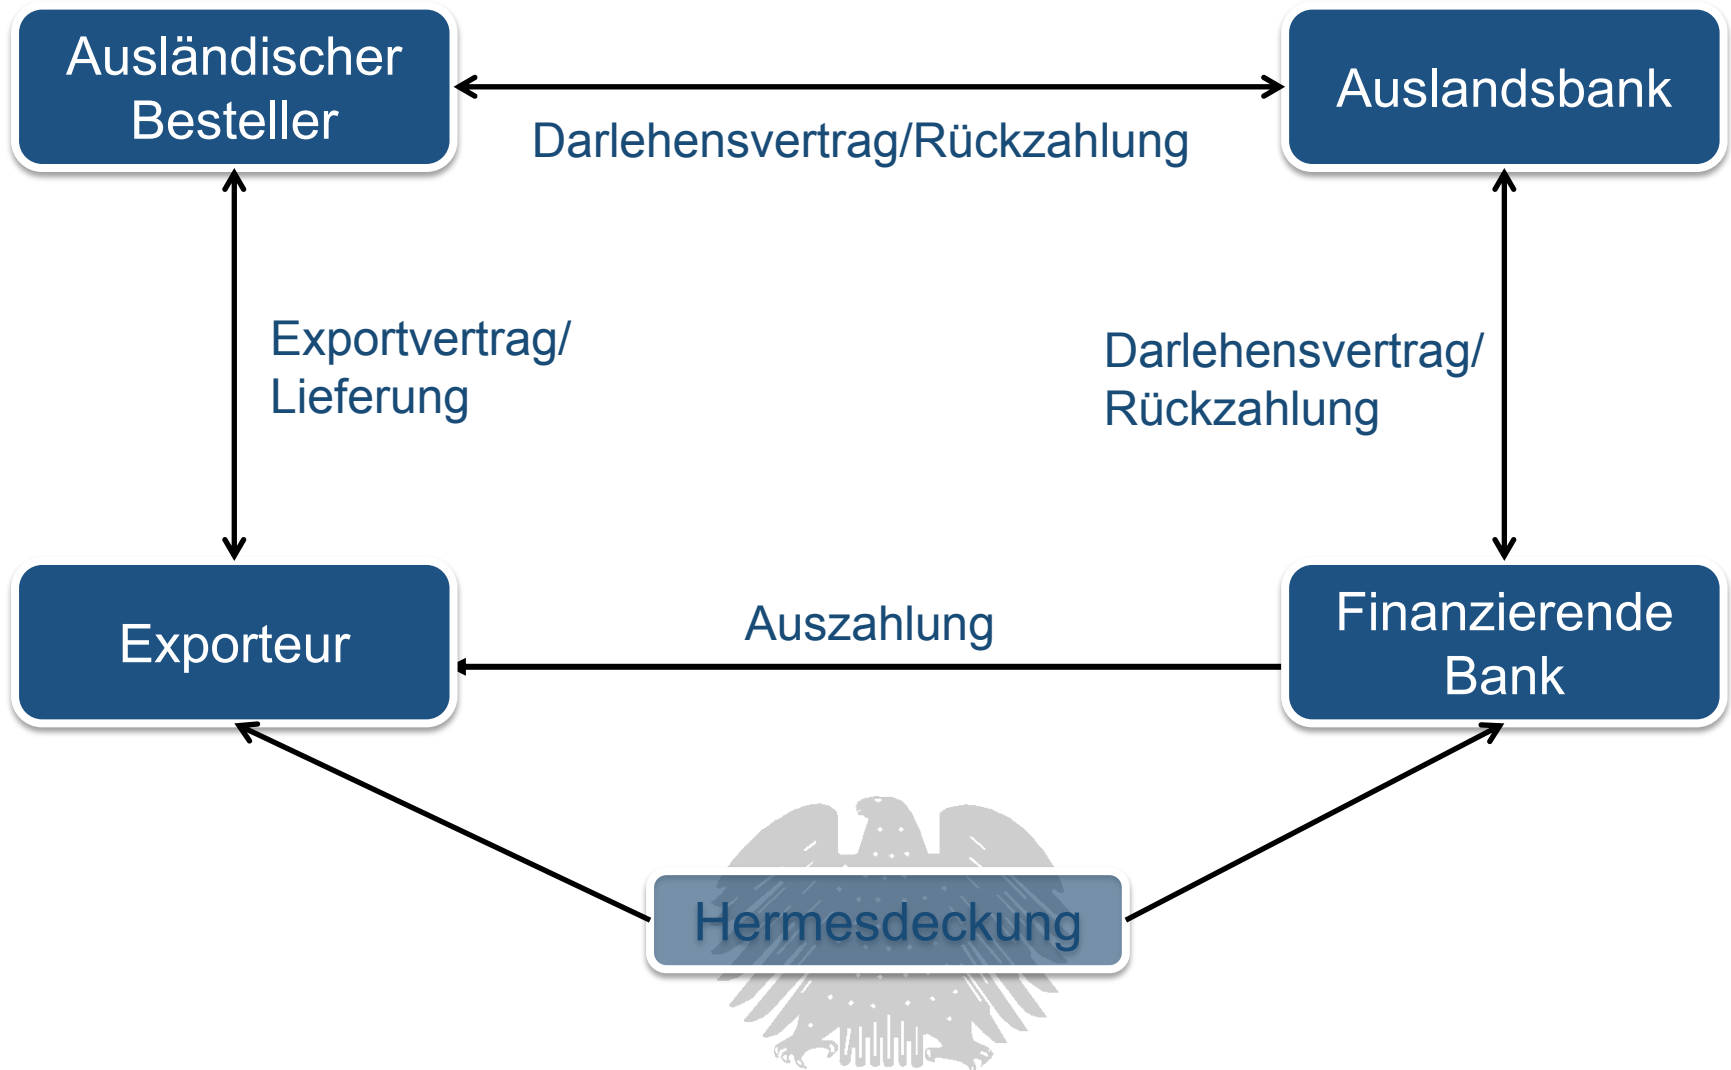 Ausländischer
Besteller
Auslandsbank
Darlehensvertrag/Rückzahlung
Exportvertrag/
Lieferung
Darlehensvertrag/
Rückzahlung
Exporteur
Auszahlung
Finanzierende
Bank
Hermesdeckung